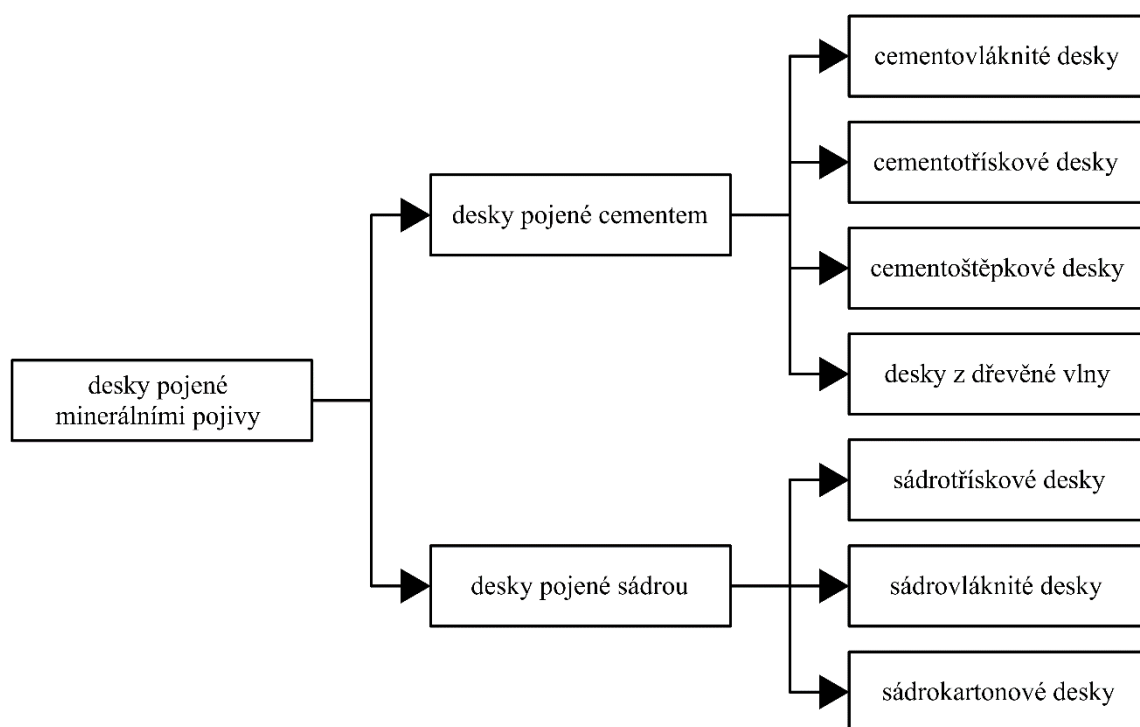 cementovláknité desky
cementotřískové desky
desky pojené cementem
cementoštěpkové desky
desky z dřevěné vlny
desky pojené
minerálními pojivy
sádrotřískové desky
desky pojené sádrou
sádrovláknité desky
sádrokartonové desky